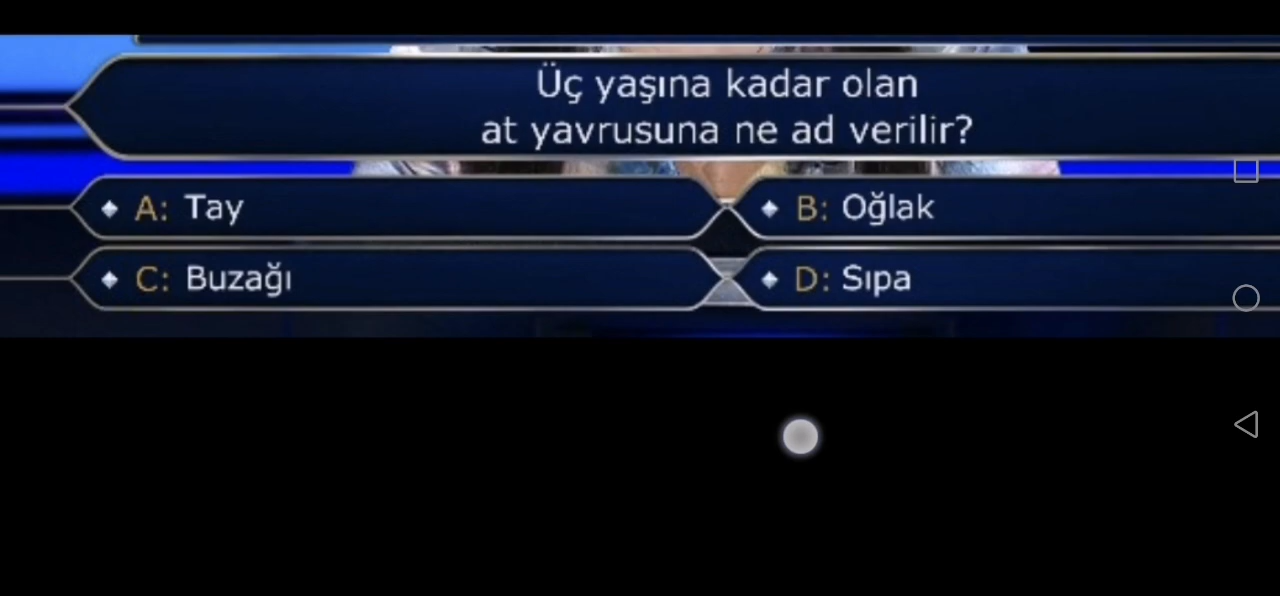 Üç yaşına kadar olan
at yavrusuna ne ad verilir?
A: Tay
B: Oğlak
C: Buzağı
D: Sıpa